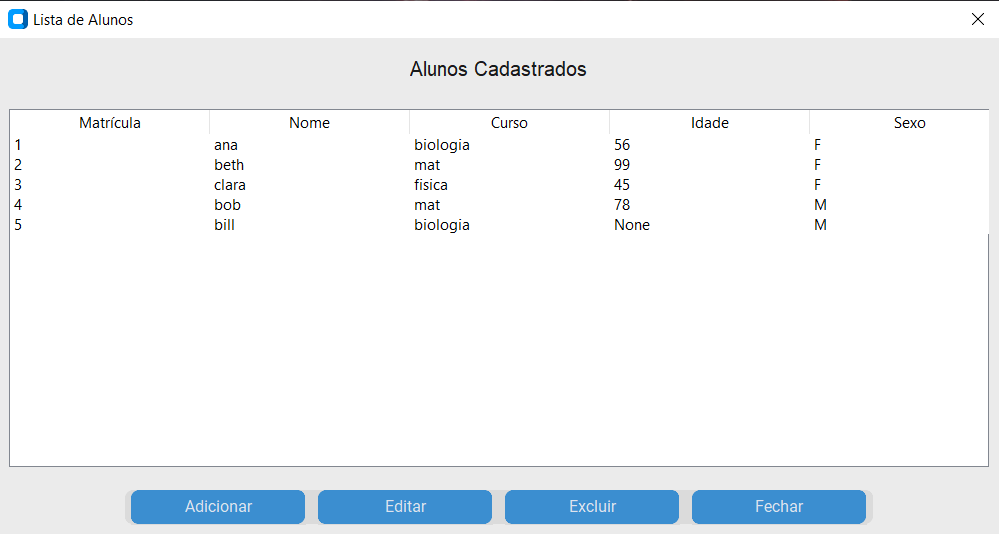 Lista de Alunos
Alunos Cadastrados
Matrícula Nome Curso Idade Sexo
1 ana biologia 56 F
2 beth mat 99 F
3 clara fisica 45 F
4 bob mat 78 M
5 bill biologia None M
Adicionar Editar Excluir Fechar